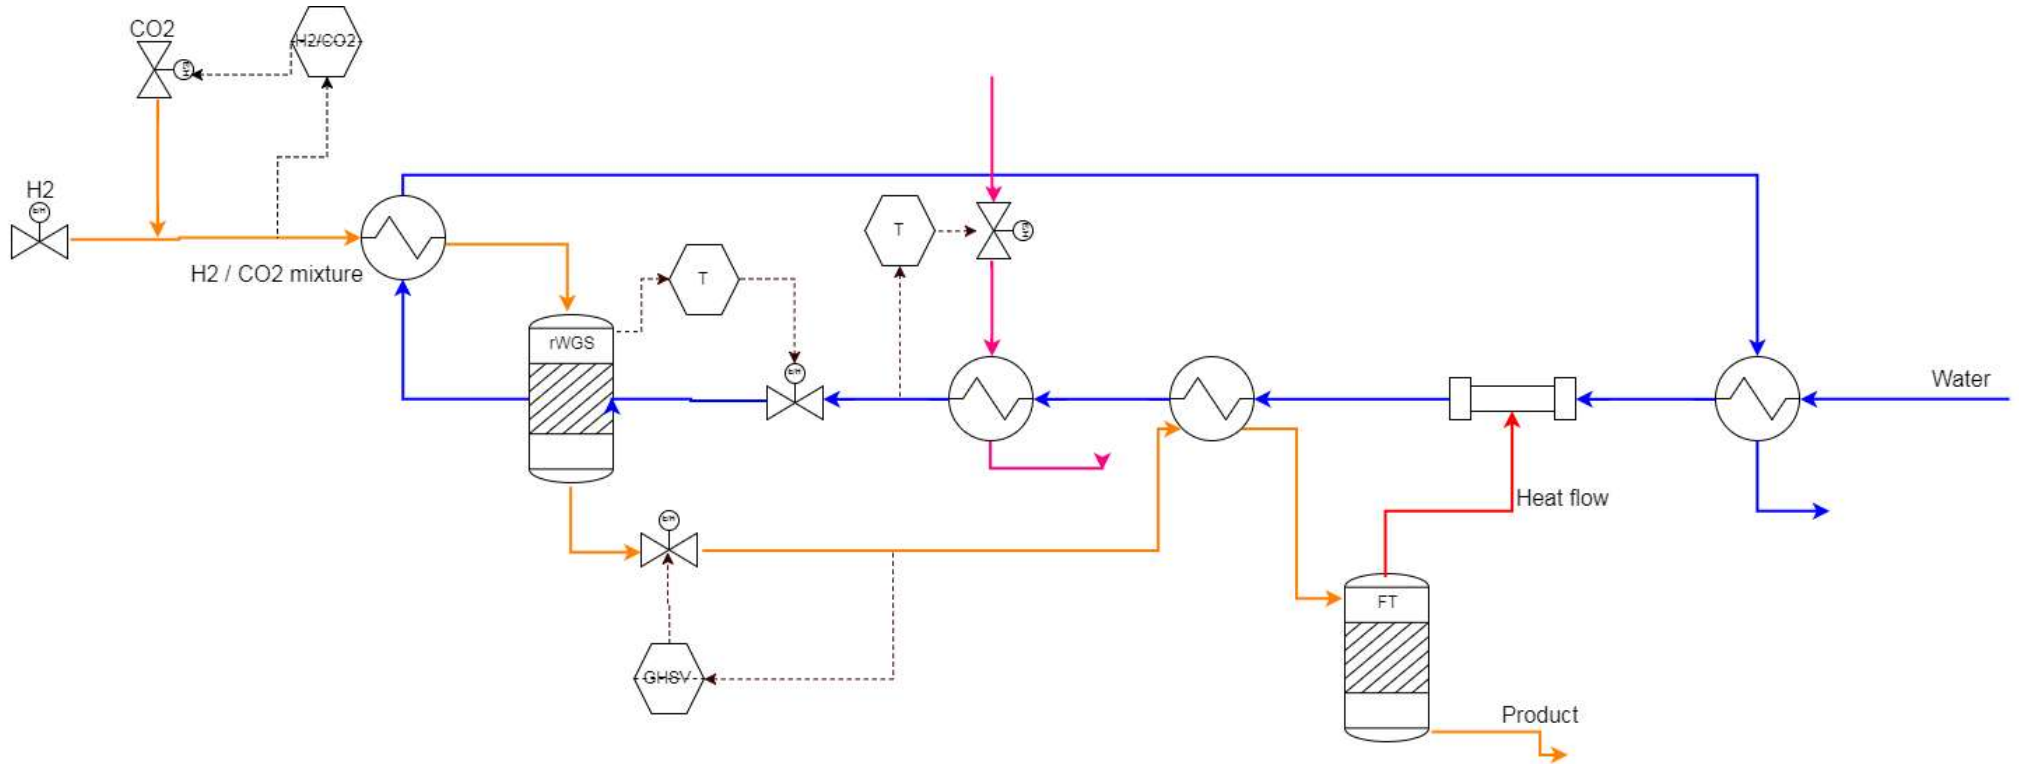 CO2
H2/CO2
H2
H2 / CO2 mixture
T
T
rWGS
Water
Heat flow
FT
GHSV
Product